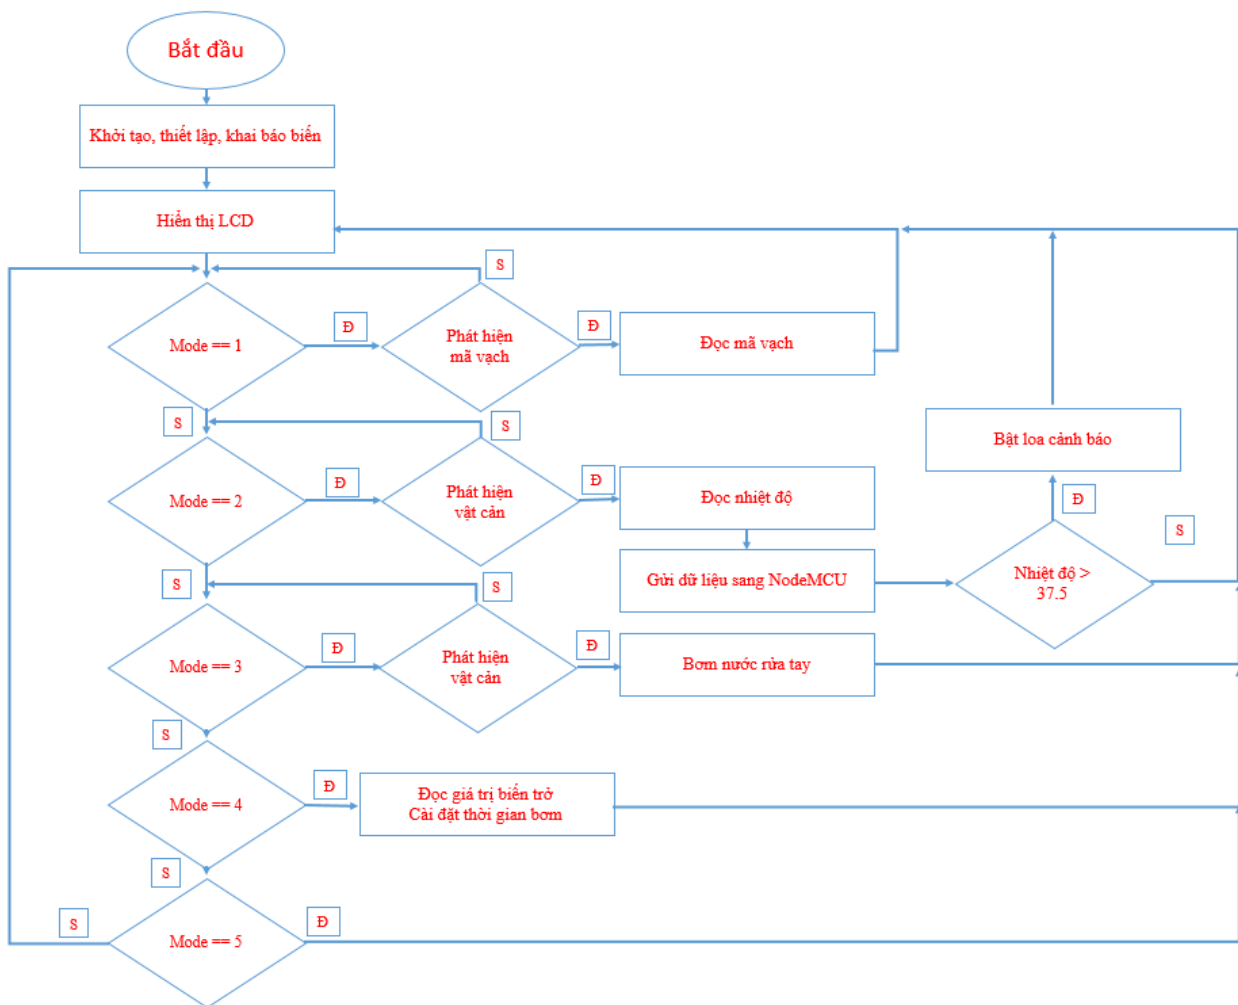 Bắt đầu
Khởi tạo, thiết lập, khai báo biến
Hiển thị LCD
S
Mode == 1
Đ
Phát hiện
mã vạch
Đ
Đọc mã vạch
S
S
Bật loa cảnh báo
Mode == 2
Đ
Phát hiện
vật cản
Đ
Đọc nhiệt độ
Đ
S
S
S
Gửi dữ liệu sang NodeMCU
Nhiệt độ >
37.5
Mode == 3
Đ
Phát hiện
vật cản
Đ
Bơm nước rửa tay
S
Mode == 4
Đ
Đọc giá trị biến trở
Cài đặt thời gian bơm
S
S
Mode == 5
Đ